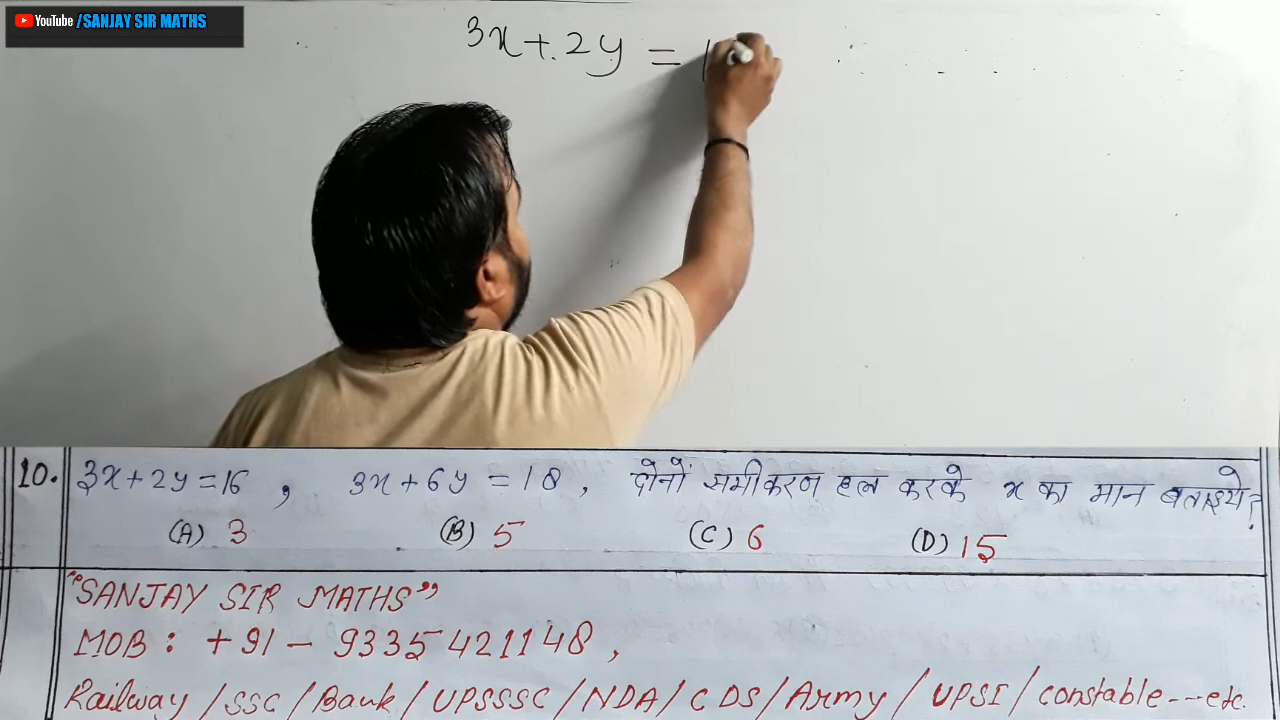 YouTube /SANJAY SIR MATHS
3x+2y = 1
10. 3x+2y=16 , 3x+6y = 18 , दोनों समीकरण हल करके x का मान बताइये?
(A) 3 (B) 5 (C) 6 (D) 15
"SANJAY SIR MATHS"
MOB : +91 - 9335421148 ,
Railway /SSC / Bank / UPSSSC / NDA / CDS / Army / UPSI / constable---etc.